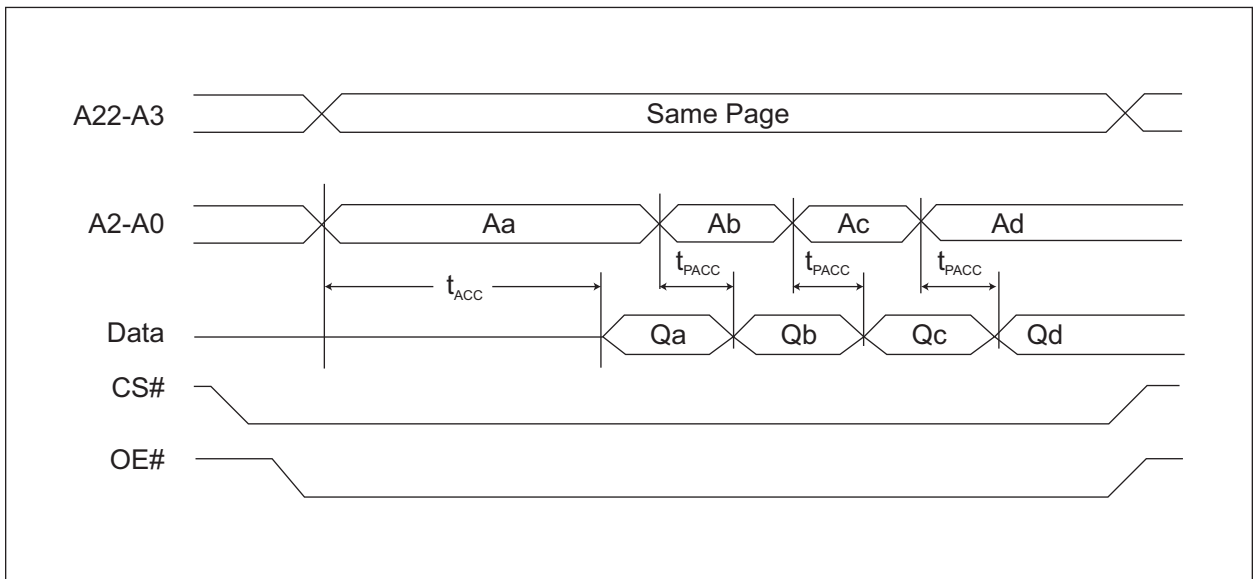 A22-A3
Same Page
A2-A0
Aa
Ab
Ac
Ad
tACC
tPACC
tPACC
tPACC
Data
Qa
Qb
Qc
Qd
CS#
OE#